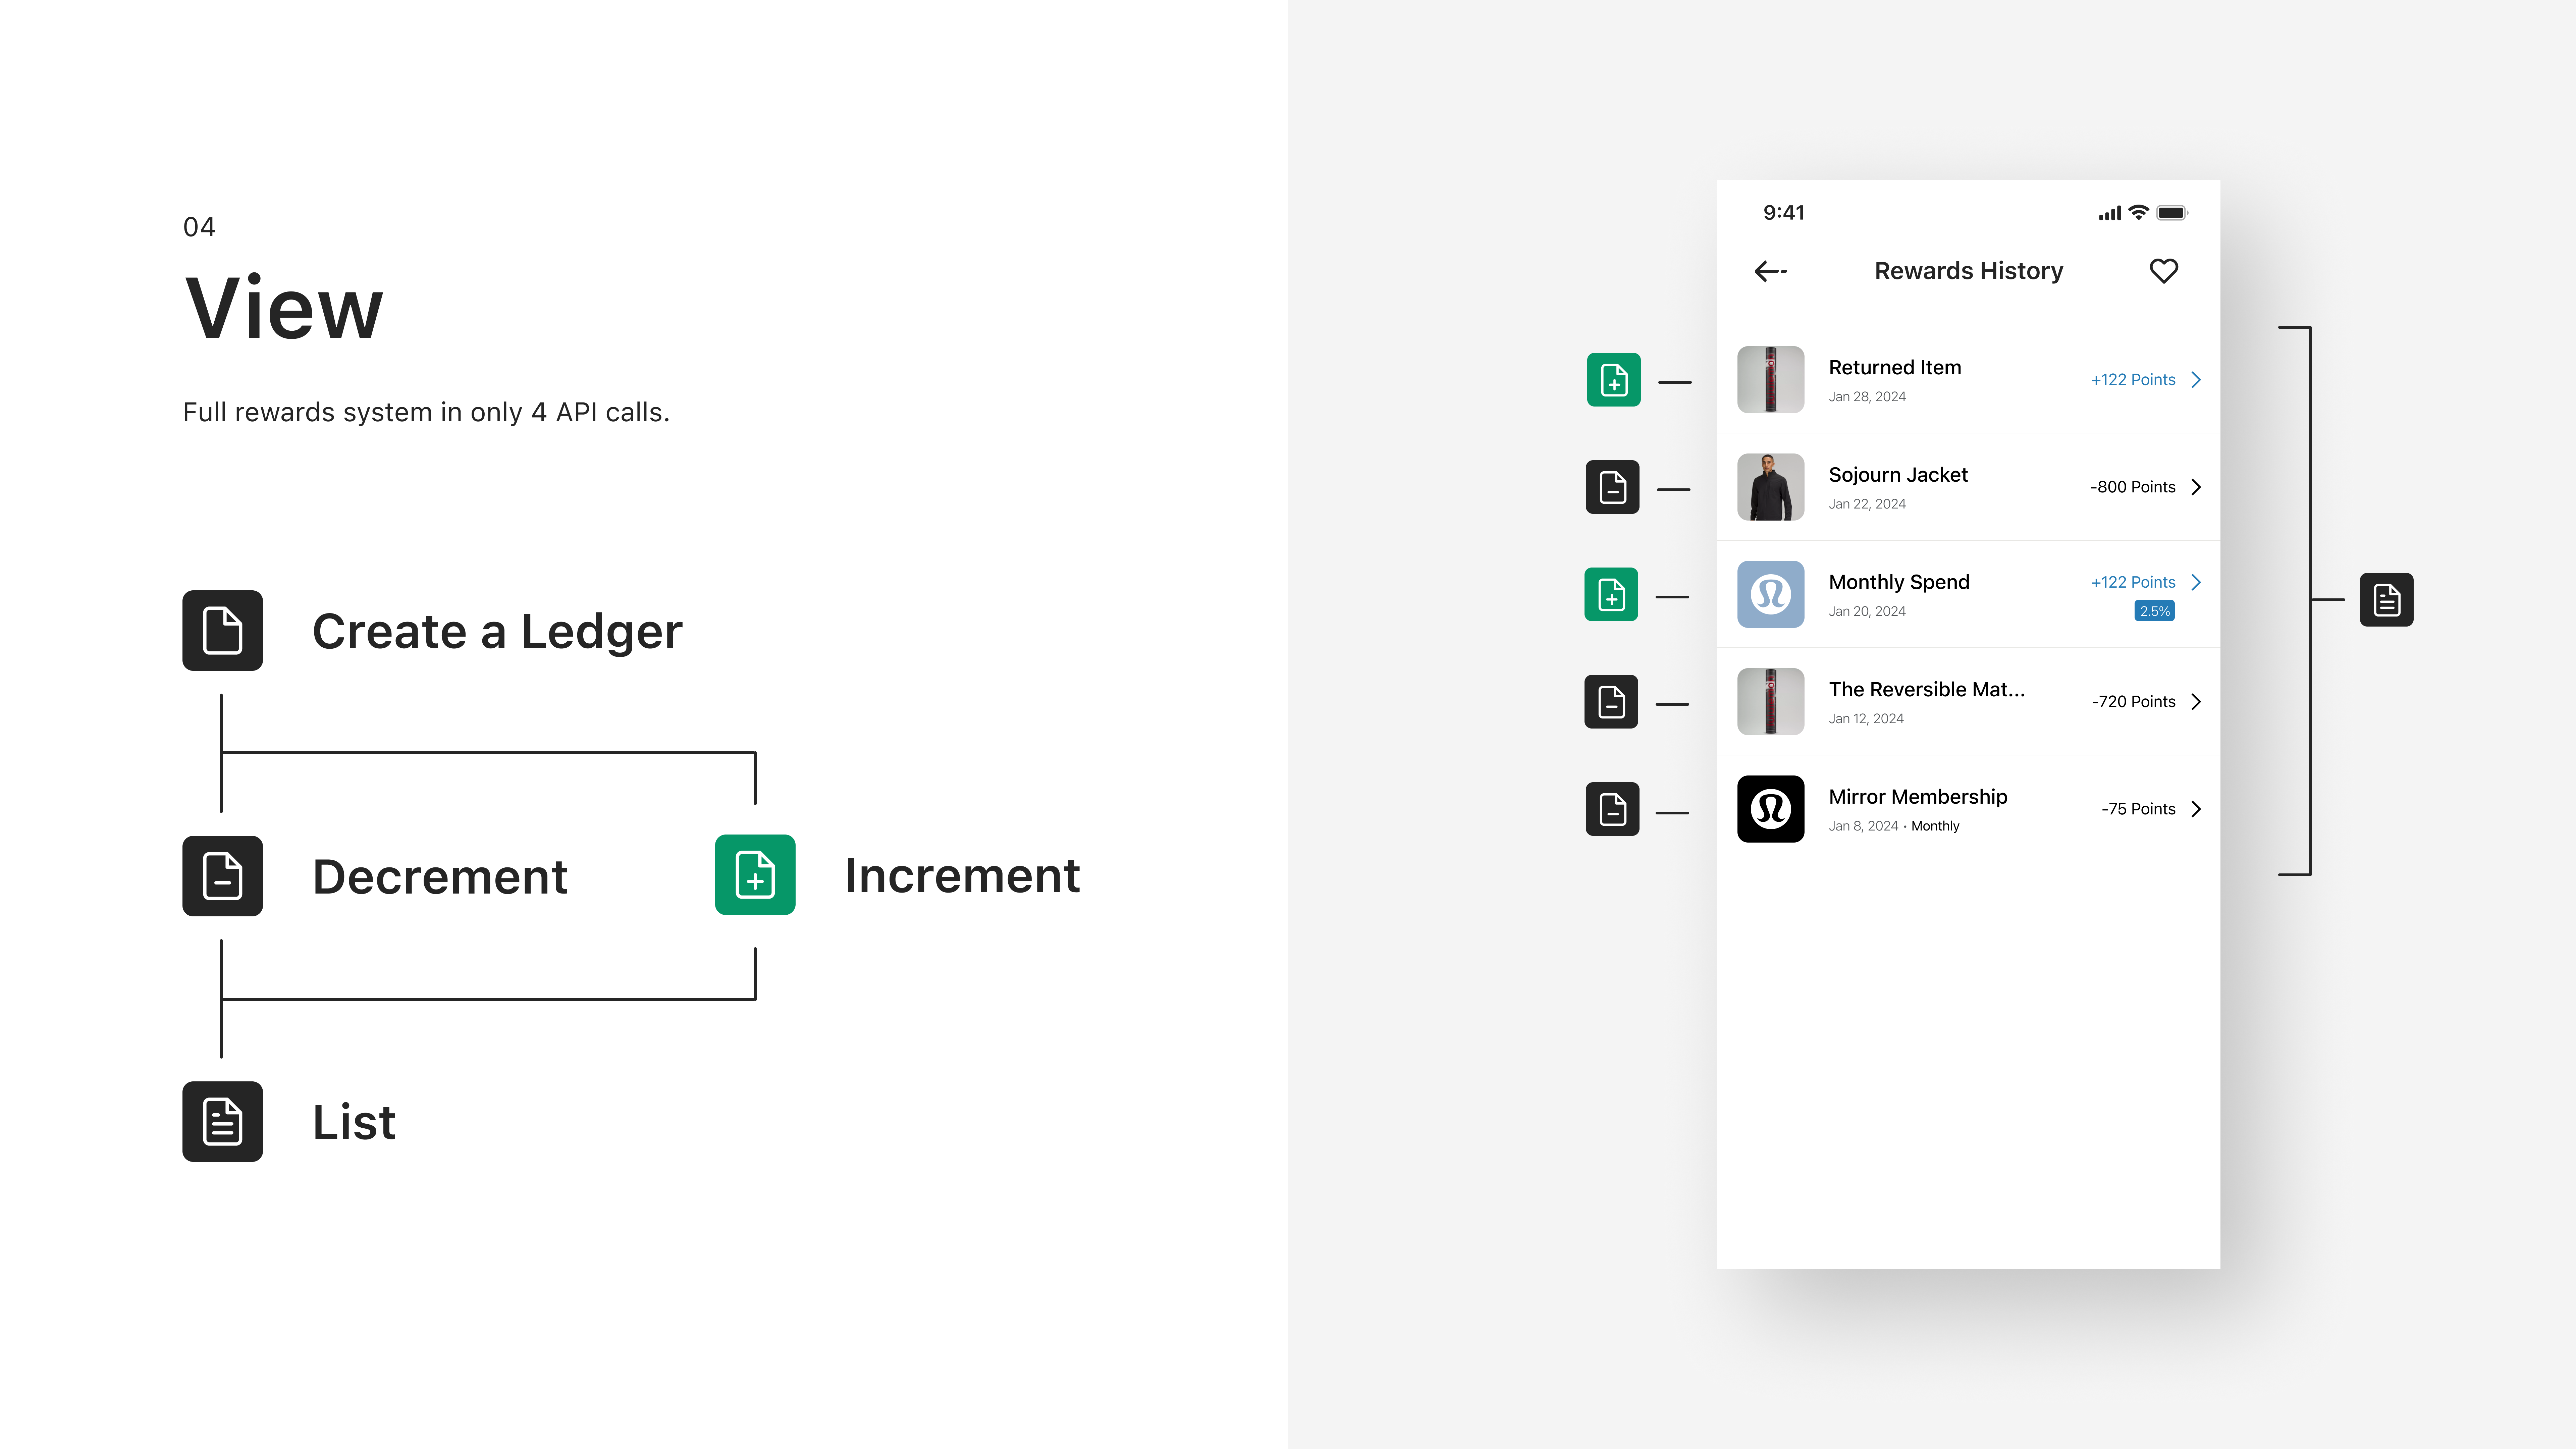 04
View
Full rewards system in only 4 API calls.
Create a Ledger
Decrement
Increment
List
9:41
Rewards History
Returned Item
Jan 28, 2024
+122 Points
Sojourn Jacket
Jan 22, 2024
-800 Points
Monthly Spend
Jan 20, 2024
+122 Points
2.5%
The Reversible Mat...
Jan 12, 2024
-720 Points
Mirror Membership
Jan 8, 2024 • Monthly
-75 Points